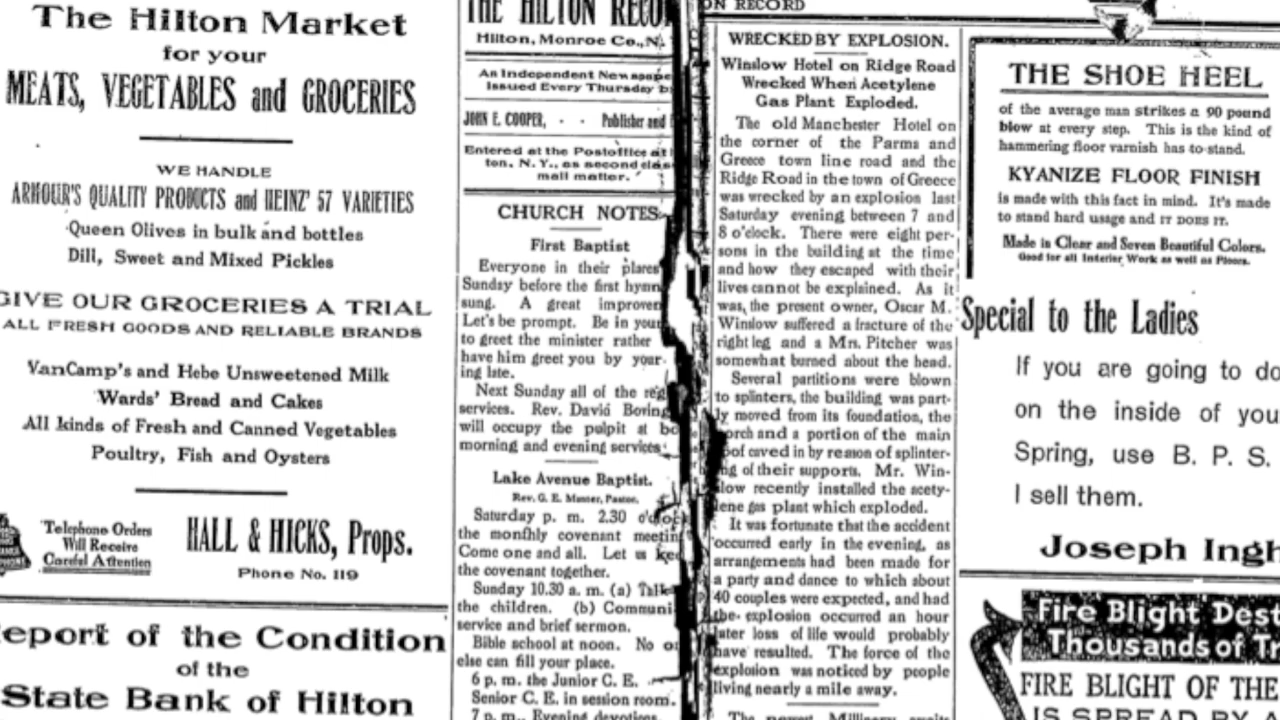 The Hilton Market
for your
MEATS, VEGETABLES and GROCERIES
WE HANDLE
ARMOUR'S QUALITY PRODUCTS and HEINZ' 57 VARIETIES
Queen Olives in bulk and bottles
Dill, Sweet and Mixed Pickles
GIVE OUR GROCERIES A TRIAL
ALL FRESH GOODS AND RELIABLE BRANDS
VanCamp's and Hebe Unsweetened Milk
Wards' Bread and Cakes
All kinds of Fresh and Canned Vegetables
Poultry, Fish and Oysters
Telephone Orders
Will Receive
Careful Attention
HALL & HICKS, Props.
Phone No. 119
eport of the Condition
of the
State Bank of Hilton
THE HILTON RECO
Hilton, Monroe Co., N.
An Independent Newspape
Issued Every Thursday
JOHN E. COOPER, - - Publisher and
Entered at the Postoffice at
ton, N. Y., as second clas
mail matter.
CHURCH NOTES
First Baptist
Everyone in their places
Sunday before the first hymn
sung. A great improvem
Let's be prompt. Be in your
to greet the minister rather
have him greet you by your
ing late.
Next Sunday all of the reg
services. Rev. David Boring
will occupy the pulpit at bo
morning and evening services.
Lake Avenue Baptist.
Rev. G. E. Pastor,
Saturday p. m. 2.30 o'cloc
the monthly covenant meetin
Come one and all. Let us kee
the covenant together.
Sunday 10.30 a. m. (a) Talk
the children. (b) Communi
service and brief sermon.
Bible school at noon. No o
else can fill your place.
6 p. m. the Junior C. E.
Senior C. E. in session room.
7 p. m., Evening devotions.
ON RECORD
WRECKED BY EXPLOSION.
Winslow Hotel on Ridge Road
Wrecked When Acetylene
Gas Plant Exploded.
The old Manchester Hotel on
the corner of the Parma and
Greece town line road and the
Ridge Road in the town of Greece
was wrecked by an explosion last
Saturday evening between 7 and
8 o'clock. There were eight per-
sons in the building at the time
and how they escaped with their
lives cannot be explained. As it
was, the present owner, Oscar M.
Winslow suffered a fracture of the
right leg and a Mrs. Pitcher was
somewhat burned about the head.
Several partitions were blown
to splinters, the building was part-
ly moved from its foundation, the
orch and a portion of the main
oof caved in by reason of splinter-
ng of their supports. Mr. Win-
low recently installed the acety-
lene gas plant which exploded.
It was fortunate that the accident
occurred early in the evening, as
arrangements had been made for
a party and dance to which about
40 couples were expected, and had
the explosion occurred an hour
later loss of life would probably
have resulted. The force of the
explosion was noticed by people
living nearly a mile away.
THE SHOE HEEL
of the average man strikes a 90 pound
blow at every step. This is the kind of
hammering floor varnish has to stand.
KYANIZE FLOOR FINISH
is made with this fact in mind. It's made
to stand hard usage and IT DOES IT.
Made in Clear and Seven Beautiful Colors.
Good for all Interior Work as well as Floors.
Special to the Ladies
If you are going to do
on the inside of you
Spring, use B. P. S.
I sell them.
Joseph Ingh
Fire Blight Dest
Thousands of Tr
FIRE BLIGHT OF THE
IS SPREAD BY A